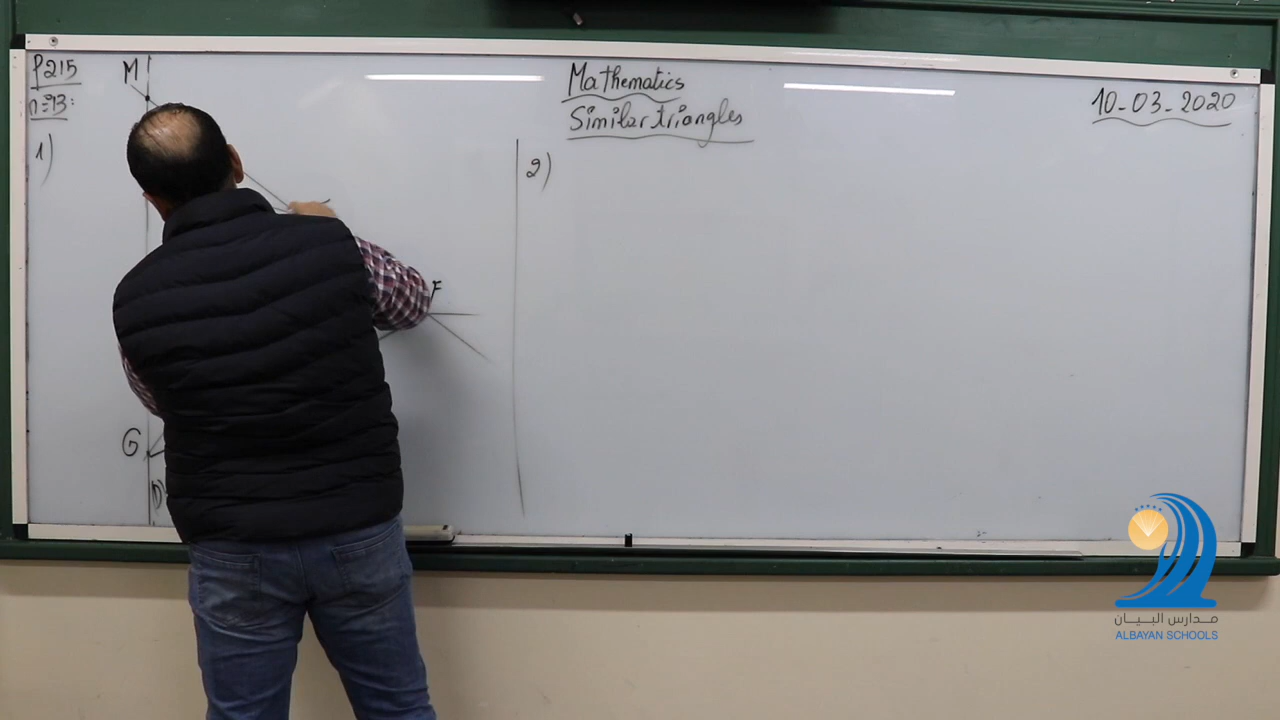 P215
n=13:
1)
M
F
G
D
Mathematics
Similar triangles
2)
10-03-2020
مدارس البيان
ALBAYAN SCHOOLS